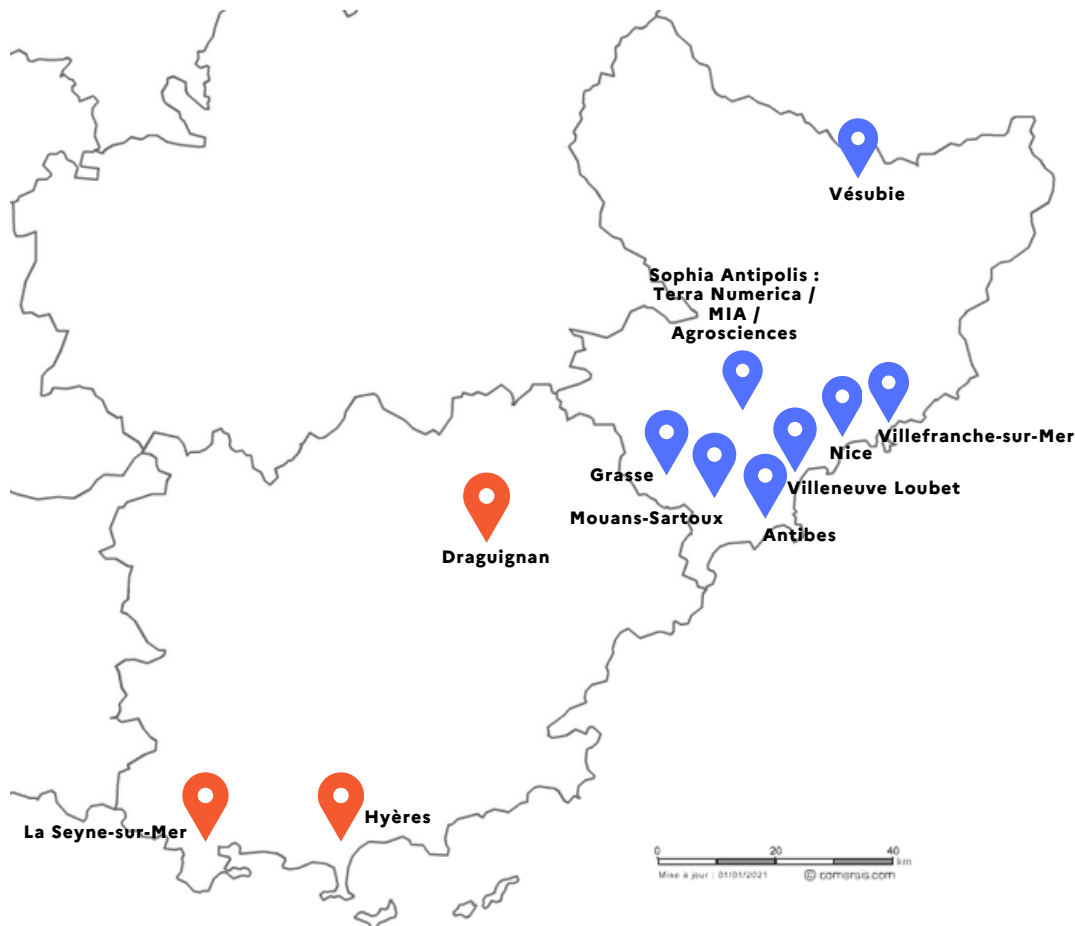 Vésubie
Sophia Antipolis :
Terra Numerica /
MIA /
Agrosciences
Villefranche-sur-Mer
Nice
Grasse
Villeneuve Loubet
Mouans-Sartoux
Antibes
Draguignan
Hyères
La Seyne-sur-Mer
0 20 40
km
Mise à jour : 01/01/2021 © comersis.com